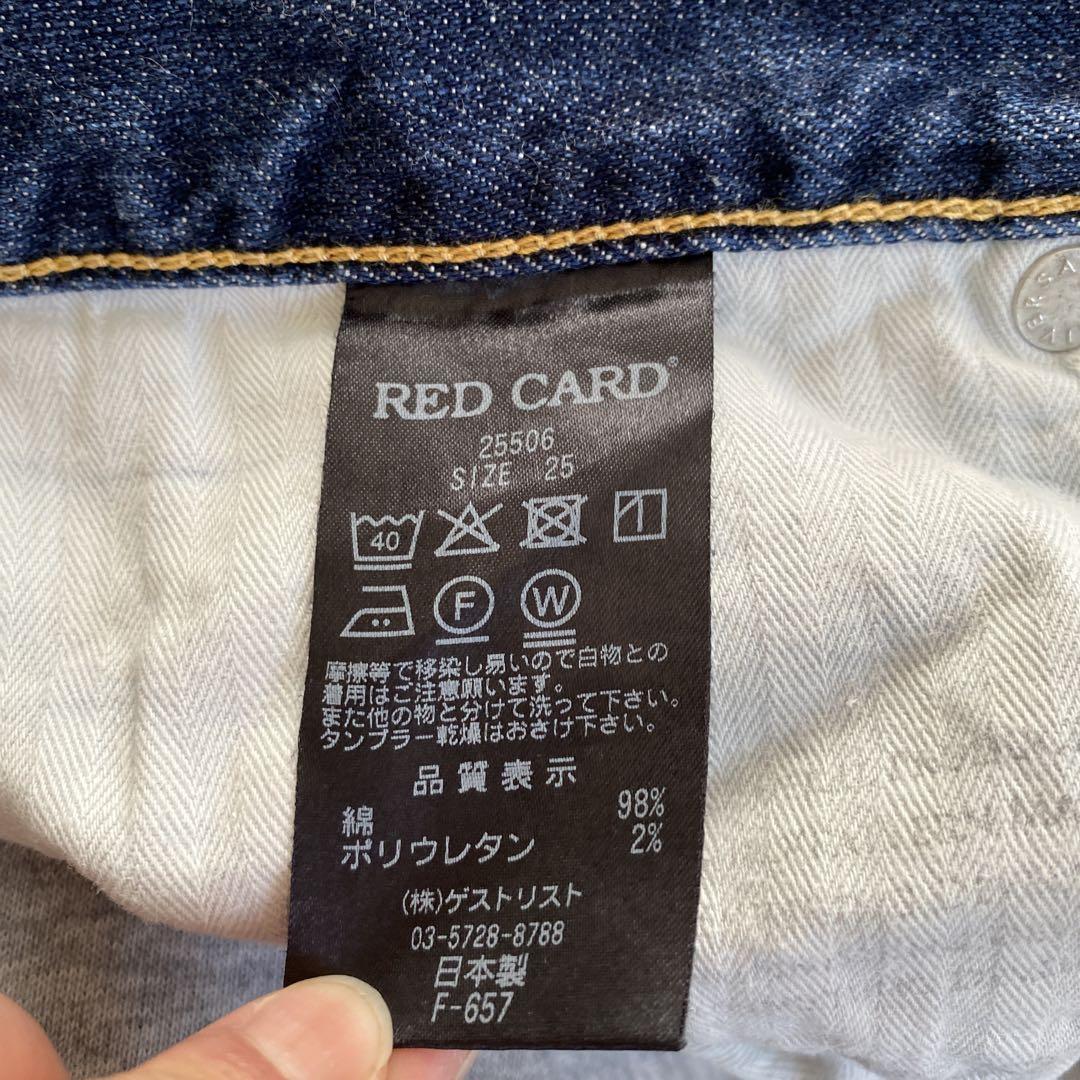 RED CARD®
25506
SIZE 25
40
F W
摩擦等で移染し易いので白物との
着用はご注意願います。
また他の物と分けて洗って下さい。
タンブラー乾燥はおさけ下さい。
品質表示
綿 98%
ポリウレタン 2%
(株)ゲストリスト
03-5728-8788
日本製
F-657